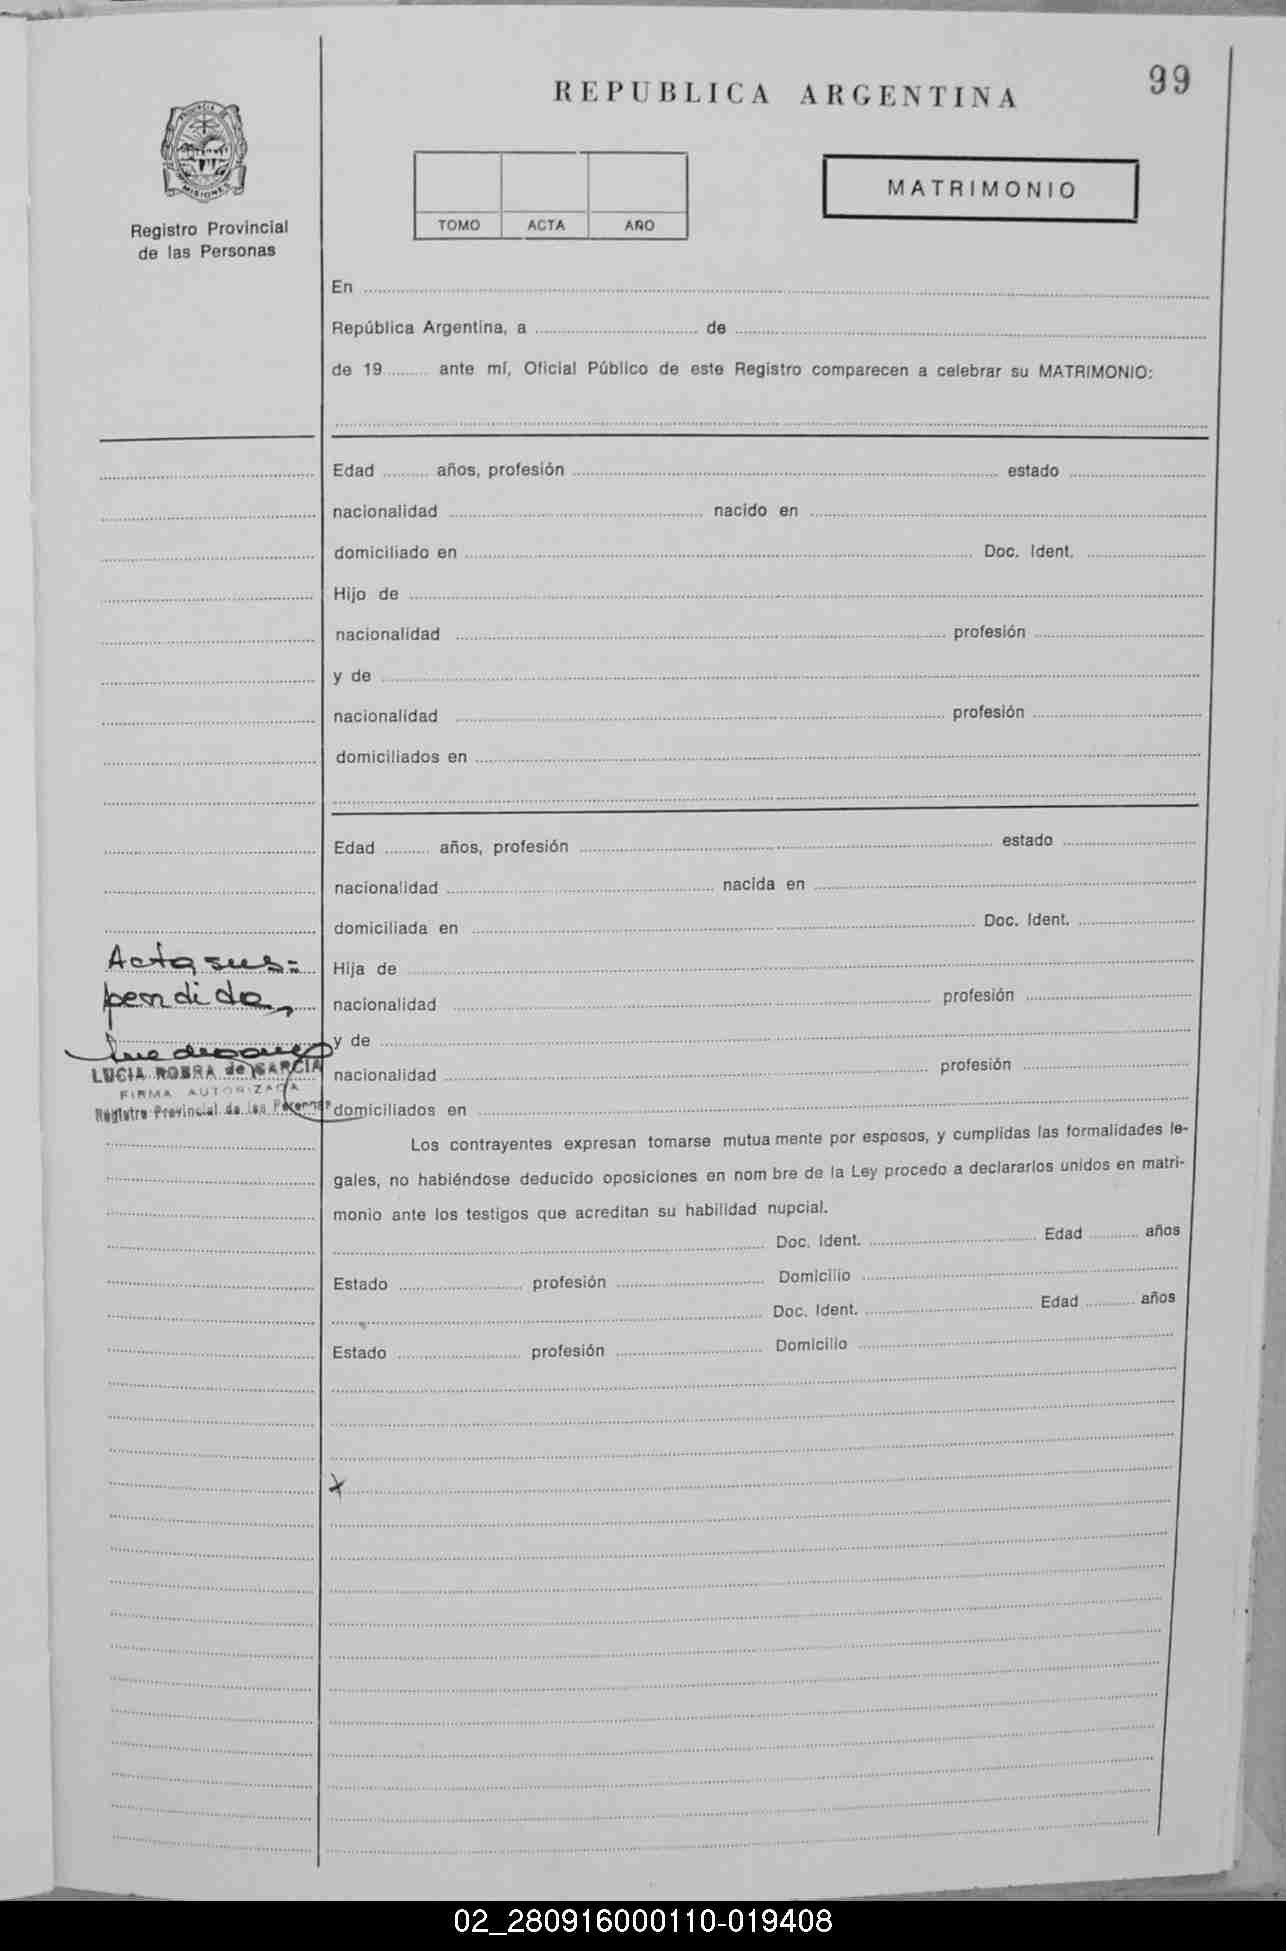 99
REPUBLICA ARGENTINA
PROVINCIA
MISIONES
Registro Provincial
de las Personas
TOMO ACTA AÑO
MATRIMONIO
En
República Argentina, a de
de 19 ante mí, Oficial Público de este Registro comparecen a celebrar su MATRIMONIO:
Edad años, profesión estado
nacionalidad nacido en
domiciliado en Doc. Ident.
Hijo de
nacionalidad profesión
y de
nacionalidad profesión
domiciliados en
Edad años, profesión estado
nacionalidad nacida en
domiciliada en Doc. Ident.
Hija de
nacionalidad profesión
y de
nacionalidad profesión
domiciliados en
Acta sus=
pendida,
LUCIA ROBRA de GARCIA
FIRMA AUTORIZADA
Registro Provincial de las Personas
Los contrayentes expresan tomarse mutua mente por esposos, y cumplidas las formalidades le-
gales, no habiéndose deducido oposiciones en nom bre de la Ley procedo a declararlos unidos en matri-
monio ante los testigos que acreditan su habilidad nupcial.
Doc. Ident. Edad años
Estado profesión Domicilio
Doc. Ident. Edad años
Estado profesión Domicilio
02_280916000110-019408